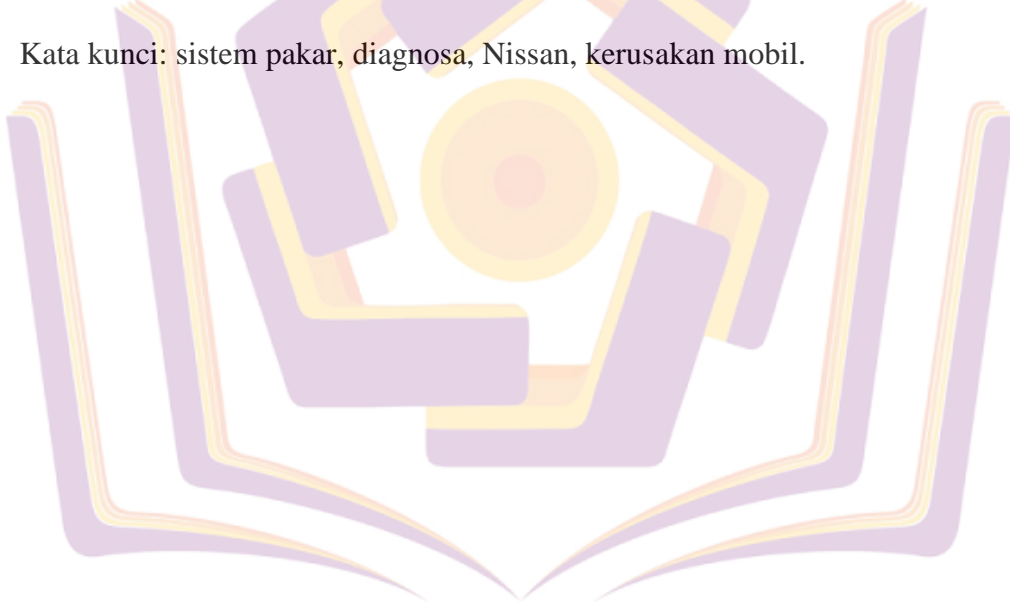 Kata kunci: sistem pakar, diagnosa, Nissan, kerusakan mobil.